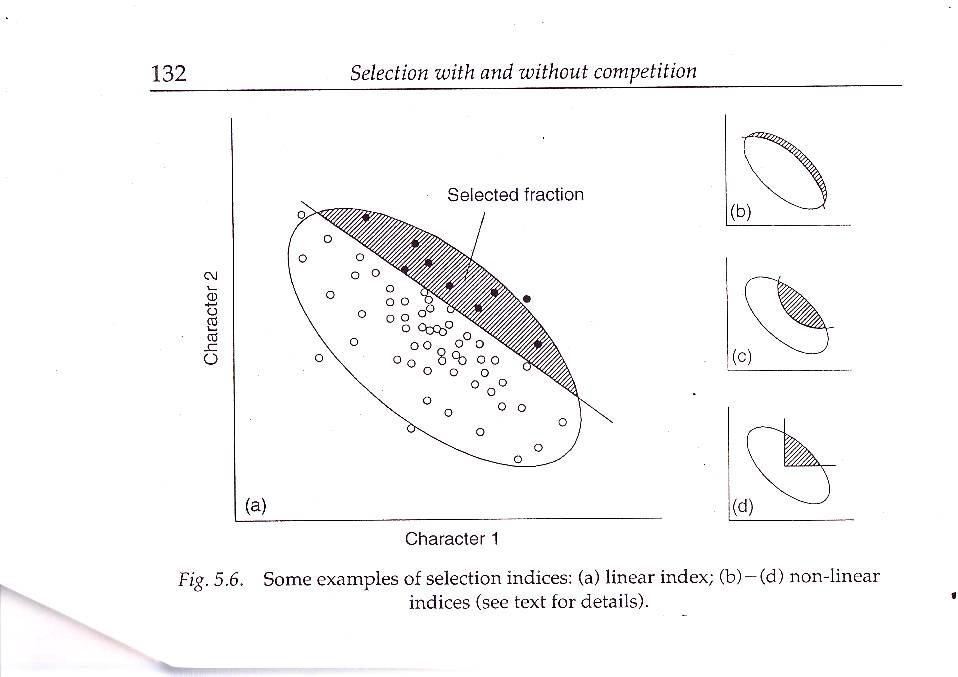 132
Selection with and without competition
Selected fraction
Character 2
(a)
Character 1
(b)
(c)
(d)
Fig. 5.6. Some examples of selection indices: (a) linear index; (b)–(d) non-linear
indices (see text for details).